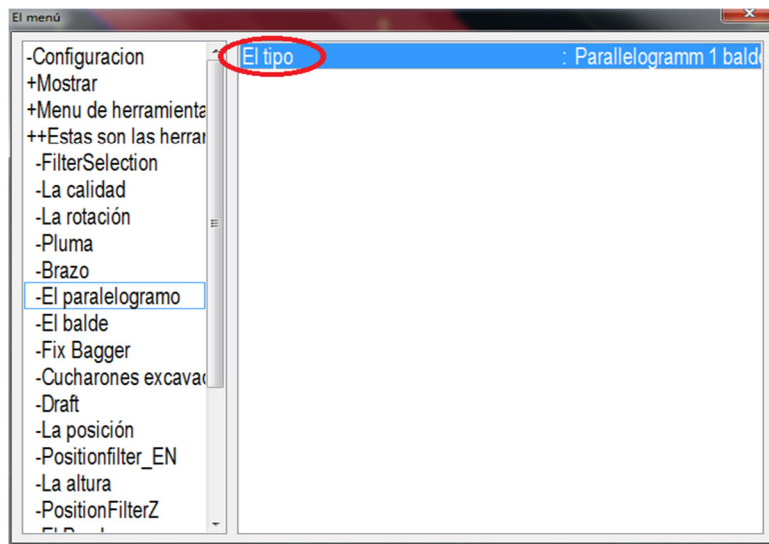 El menú
-Configuracion
+Mostrar
+Menu de herramienta
++Estas son las herrar
-FilterSelection
-La calidad
-La rotación
-Pluma
-Brazo
-El paralelogramo
-El balde
-Fix Bagger
-Cucharones excavac
-Draft
-La posición
-Positionfilter_EN
-La altura
-PositionFilterZ
El tipo : Parallelogramm 1 balde